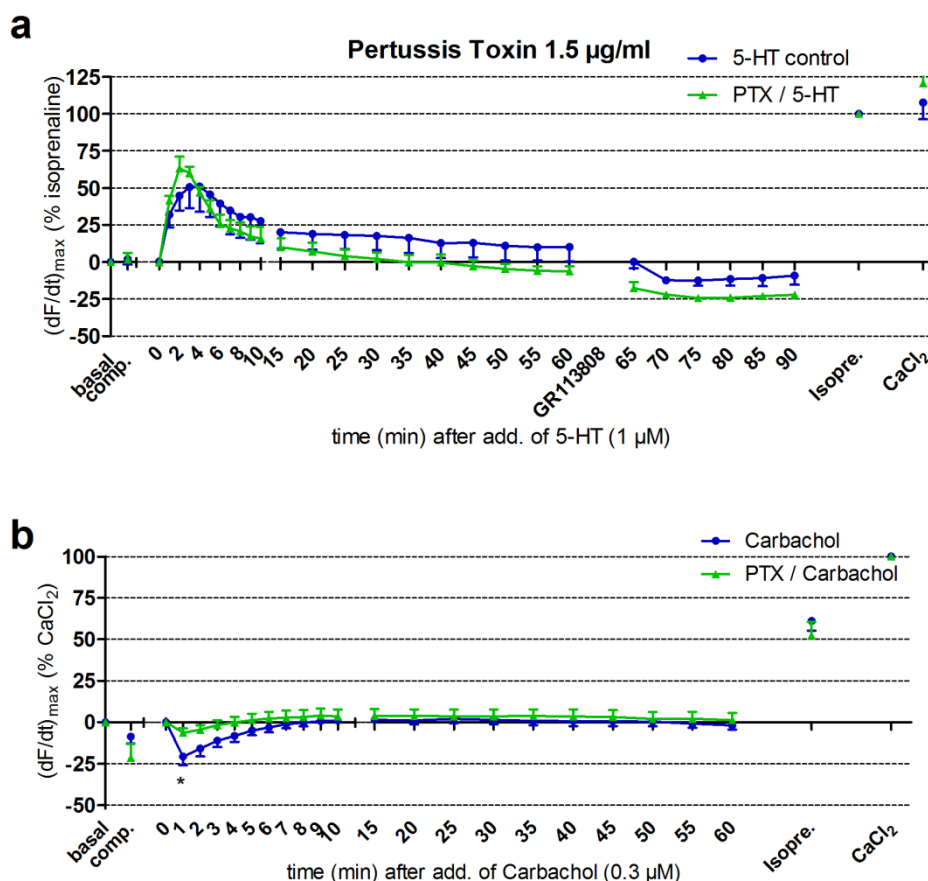 a
Pertussis Toxin 1.5 µg/ml
5-HT control
PTX / 5-HT
(dF/dt)max (% isoprenaline)
125
100
75
50
25
0
-25
-50
basal
comp.
0
2
4
6
8
10
15
20
25
30
35
40
45
50
55
60
GR113808
65
70
75
80
85
90
Isopre.
CaCl2
time (min) after add. of 5-HT (1 µM)
b
Carbachol
PTX / Carbachol
(dF/dt)max (% CaCl2)
100
75
50
25
0
-25
-50
*
basal
comp.
0
1
2
3
4
5
6
7
8
9
10
15
20
25
30
35
40
45
50
55
60
Isopre.
CaCl2
time (min) after add. of Carbachol (0.3 µM)